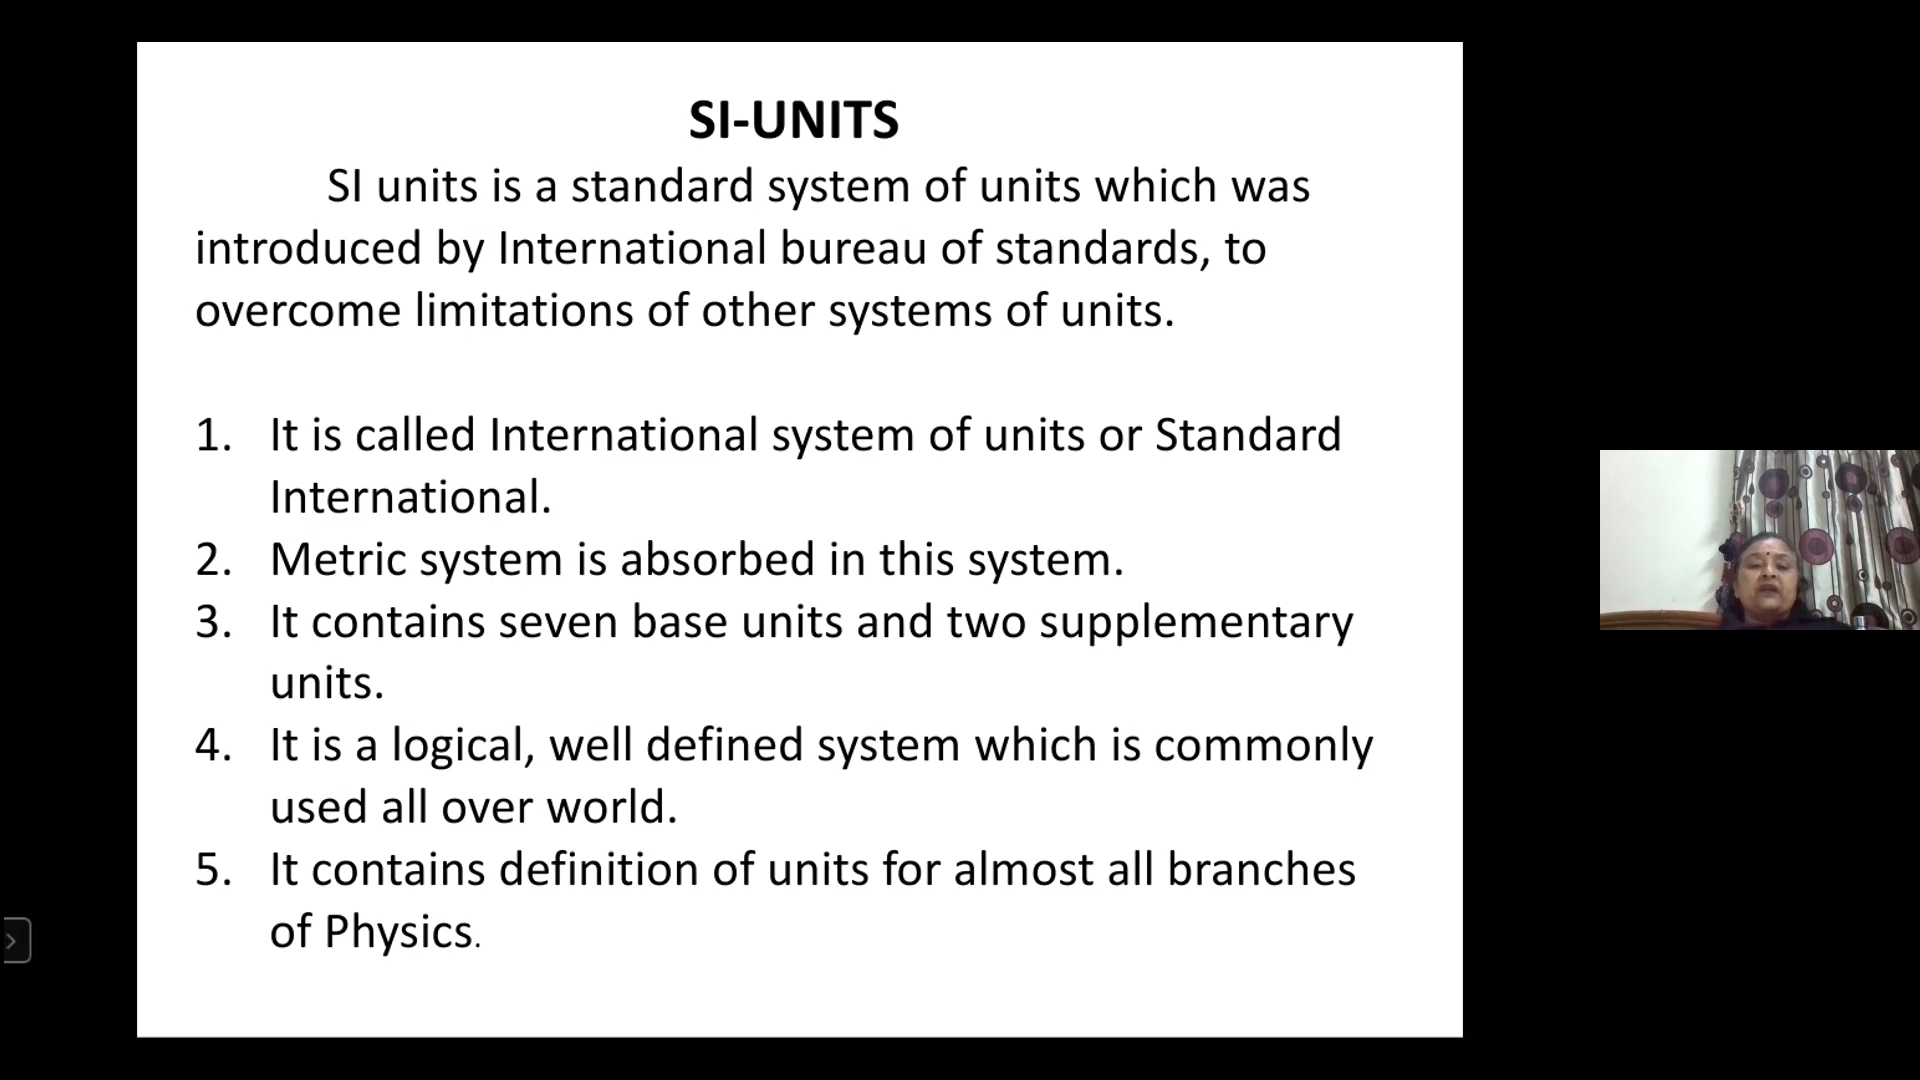 SI-UNITS
SI units is a standard system of units which was
introduced by International bureau of standards, to
overcome limitations of other systems of units.
1. It is called International system of units or Standard
International.
2. Metric system is absorbed in this system.
3. It contains seven base units and two supplementary
units.
4. It is a logical, well defined system which is commonly
used all over world.
5. It contains definition of units for almost all branches
of Physics.